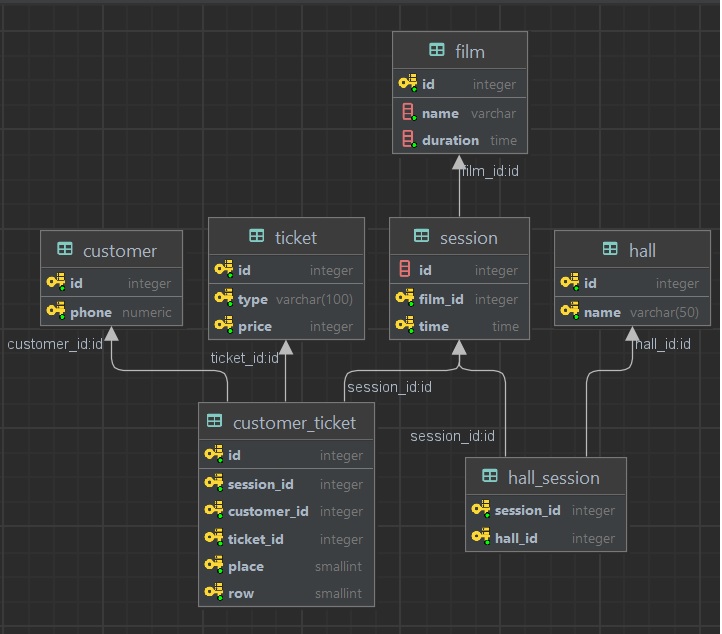 film
id integer
name varchar
duration time
film_id:id
customer
id integer
phone numeric
ticket
id integer
type varchar(100)
price integer
session
id integer
film_id integer
time time
hall
id integer
name varchar(50)
customer_id:id
ticket_id:id
hall_id:id
session_id:id
session_id:id
customer_ticket
id integer
session_id integer
customer_id integer
ticket_id integer
place smallint
row smallint
hall_session
session_id integer
hall_id integer